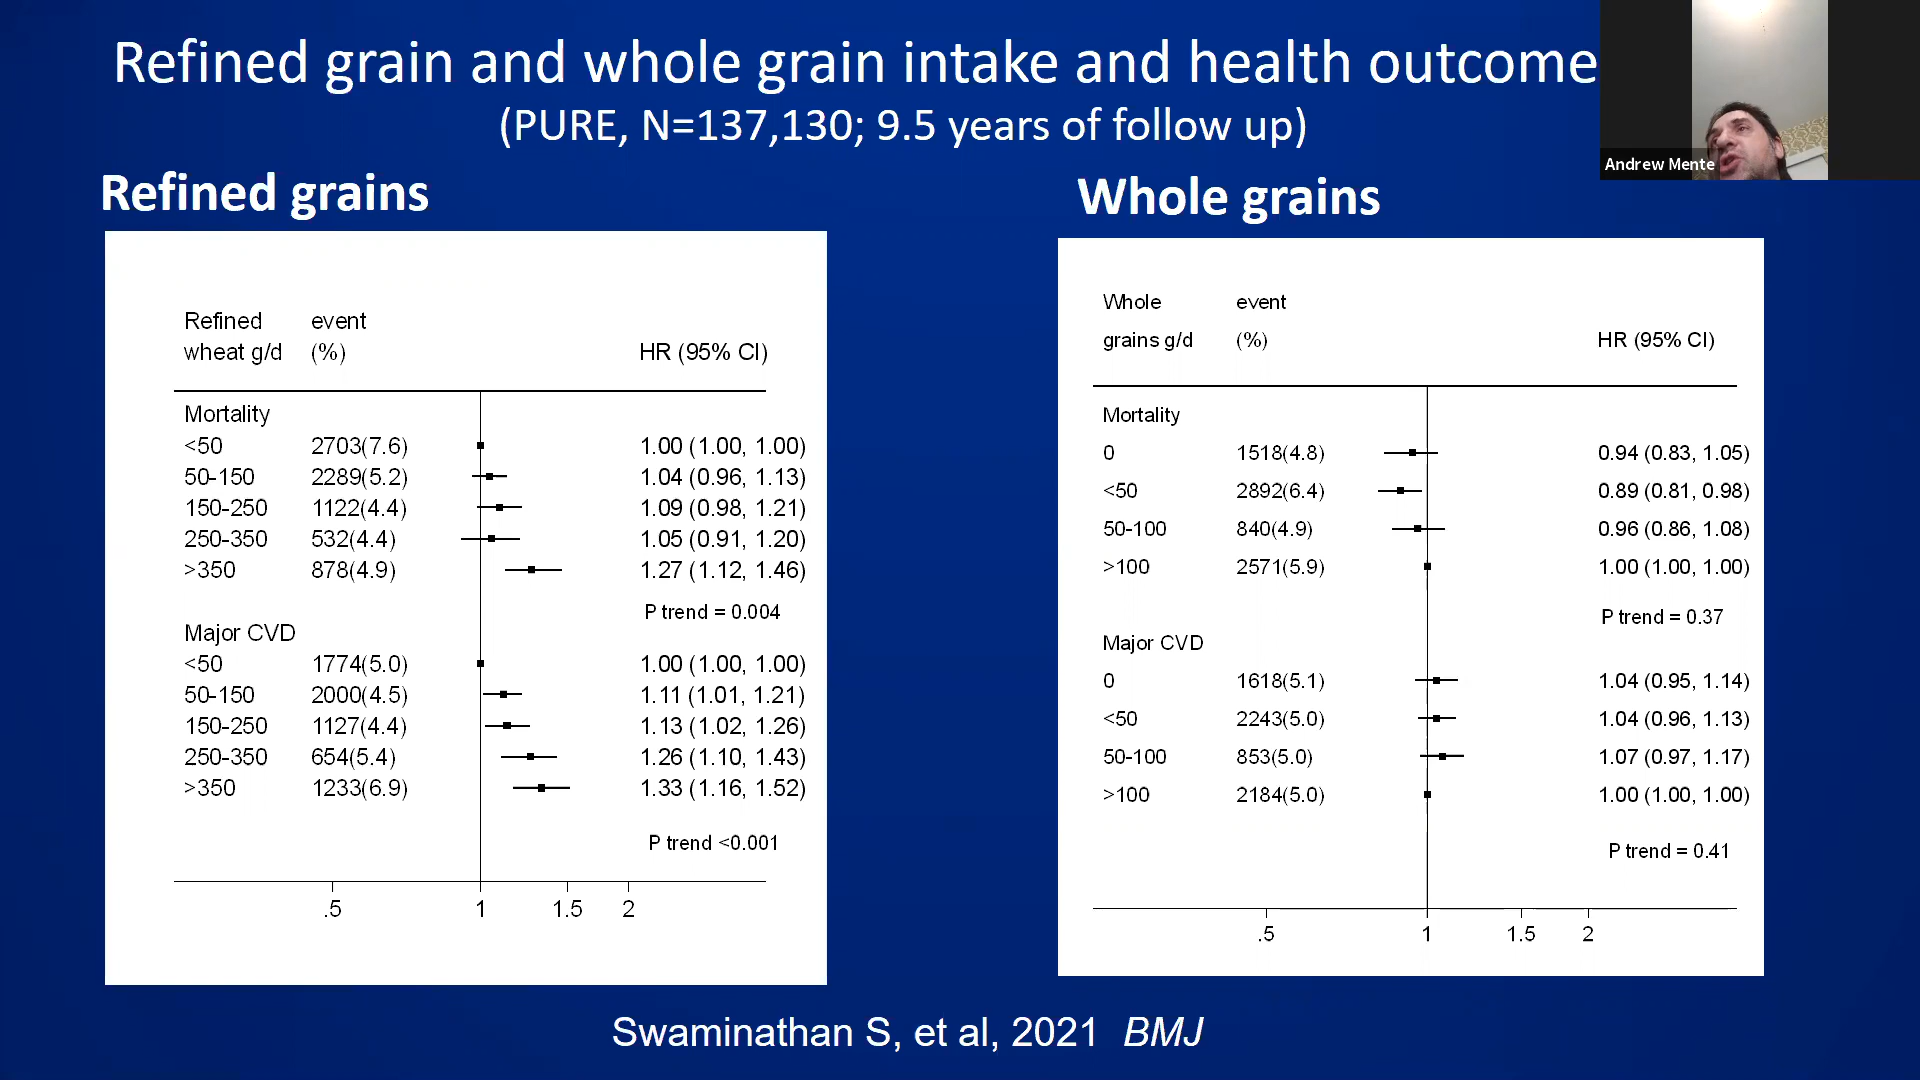 Refined grain and whole grain intake and health outcome
(PURE, N=137,130; 9.5 years of follow up)
Andrew Mente
Refined grains
Refined event
wheat g/d (%) HR (95% CI)
Mortality
<50 2703(7.6) 1.00 (1.00, 1.00)
50-150 2289(5.2) 1.04 (0.96, 1.13)
150-250 1122(4.4) 1.09 (0.98, 1.21)
250-350 532(4.4) 1.05 (0.91, 1.20)
>350 878(4.9) 1.27 (1.12, 1.46)
P trend = 0.004
Major CVD
<50 1774(5.0) 1.00 (1.00, 1.00)
50-150 2000(4.5) 1.11 (1.01, 1.21)
150-250 1127(4.4) 1.13 (1.02, 1.26)
250-350 654(5.4) 1.26 (1.10, 1.43)
>350 1233(6.9) 1.33 (1.16, 1.52)
P trend <0.001
.5 1 1.5 2
Whole grains
Whole event
grains g/d (%) HR (95% CI)
Mortality
0 1518(4.8) 0.94 (0.83, 1.05)
<50 2892(6.4) 0.89 (0.81, 0.98)
50-100 840(4.9) 0.96 (0.86, 1.08)
>100 2571(5.9) 1.00 (1.00, 1.00)
P trend = 0.37
Major CVD
0 1618(5.1) 1.04 (0.95, 1.14)
<50 2243(5.0) 1.04 (0.96, 1.13)
50-100 853(5.0) 1.07 (0.97, 1.17)
>100 2184(5.0) 1.00 (1.00, 1.00)
P trend = 0.41
.5 1 1.5 2
Swaminathan S, et al, 2021 BMJ